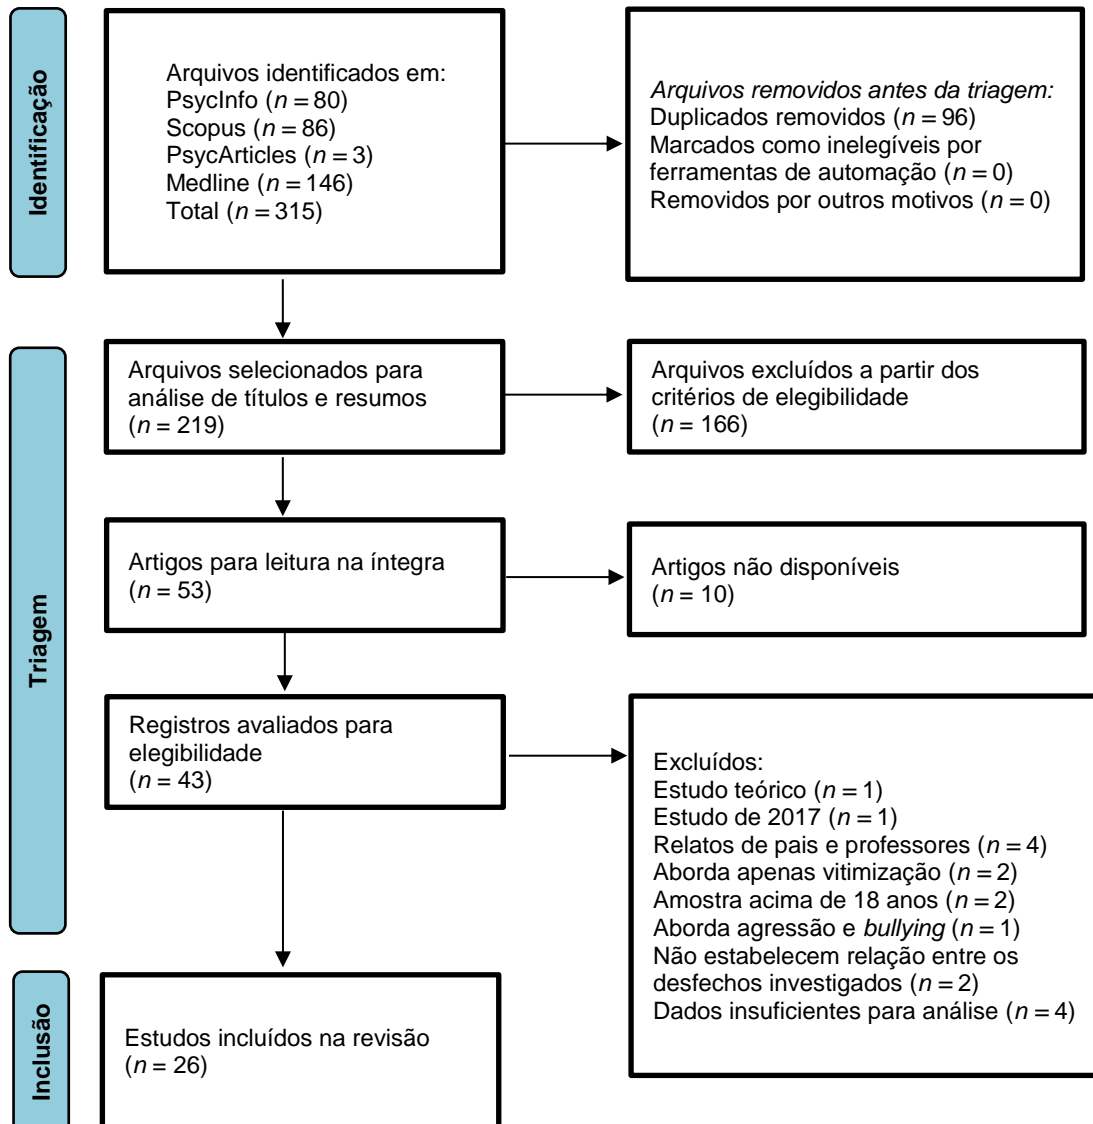 Identificação
Arquivos identificados em:
PsycInfo (n = 80)
Scopus (n = 86)
PsycArticles (n = 3)
Medline (n = 146)
Total (n = 315)
Arquivos removidos antes da triagem:
Duplicados removidos (n = 96)
Marcados como inelegíveis por
ferramentas de automação (n = 0)
Removidos por outros motivos (n = 0)
Triagem
Arquivos selecionados para
análise de títulos e resumos
(n = 219)
Arquivos excluídos a partir dos
critérios de elegibilidade
(n = 166)
Artigos para leitura na íntegra
(n = 53)
Artigos não disponíveis
(n = 10)
Registros avaliados para
elegibilidade
(n = 43)
Excluídos:
Estudo teórico (n = 1)
Estudo de 2017 (n = 1)
Relatos de pais e professores (n = 4)
Aborda apenas vitimização (n = 2)
Amostra acima de 18 anos (n = 2)
Aborda agressão e bullying (n = 1)
Não estabelecem relação entre os
desfechos investigados (n = 2)
Dados insuficientes para análise (n = 4)
Inclusão
Estudos incluídos na revisão
(n = 26)